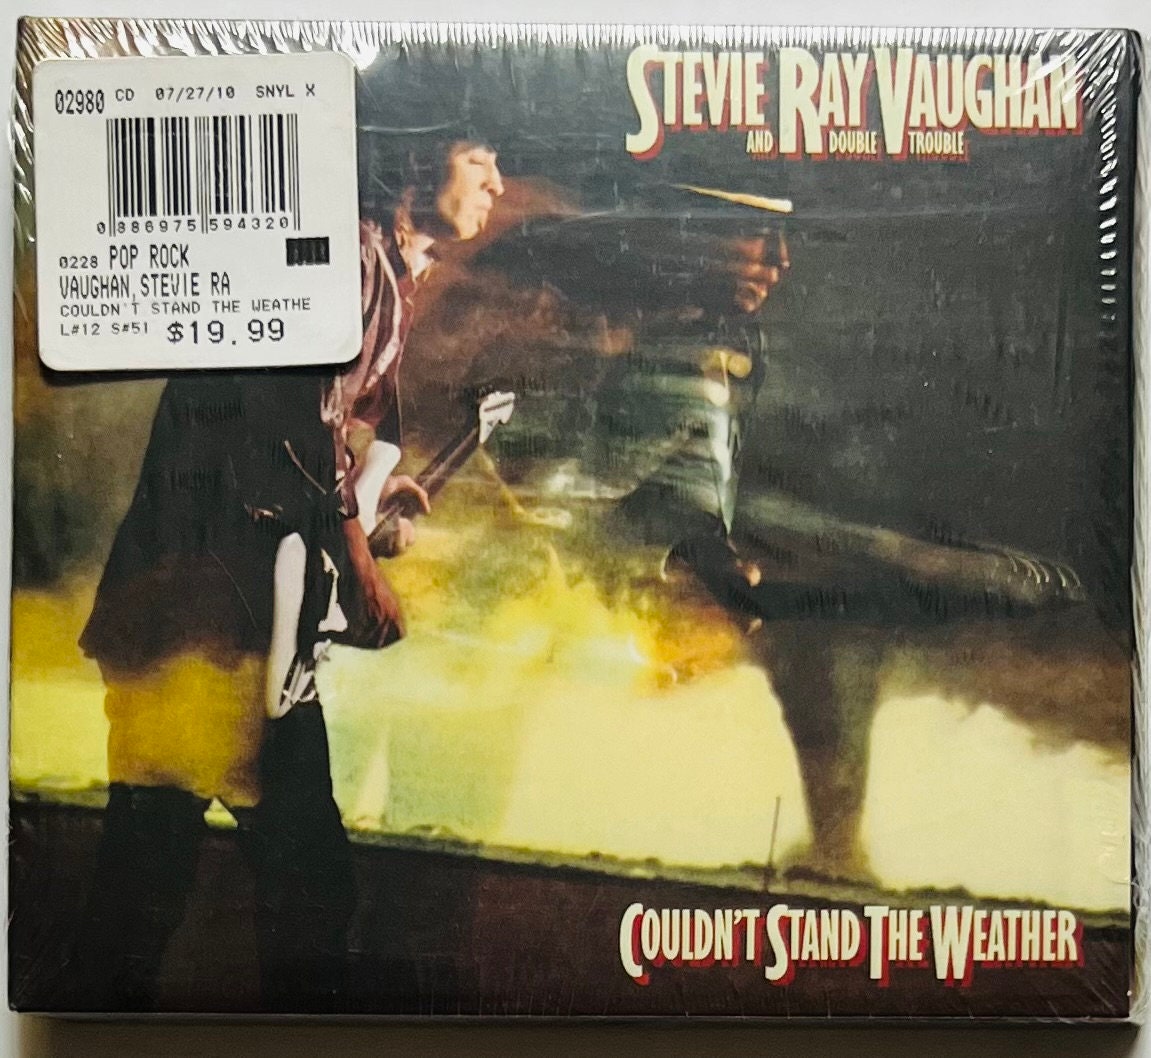 02980 CD 07/27/10 SNYL X
0 886975 594320
0228 POP ROCK
VAUGHAN,STEVIE RA
COULDN'T STAND THE WEATHE
L#12 S#51 $19.99
STEVIE RAY VAUGHAN
AND DOUBLE TROUBLE
COULDN'T STAND THE WEATHER